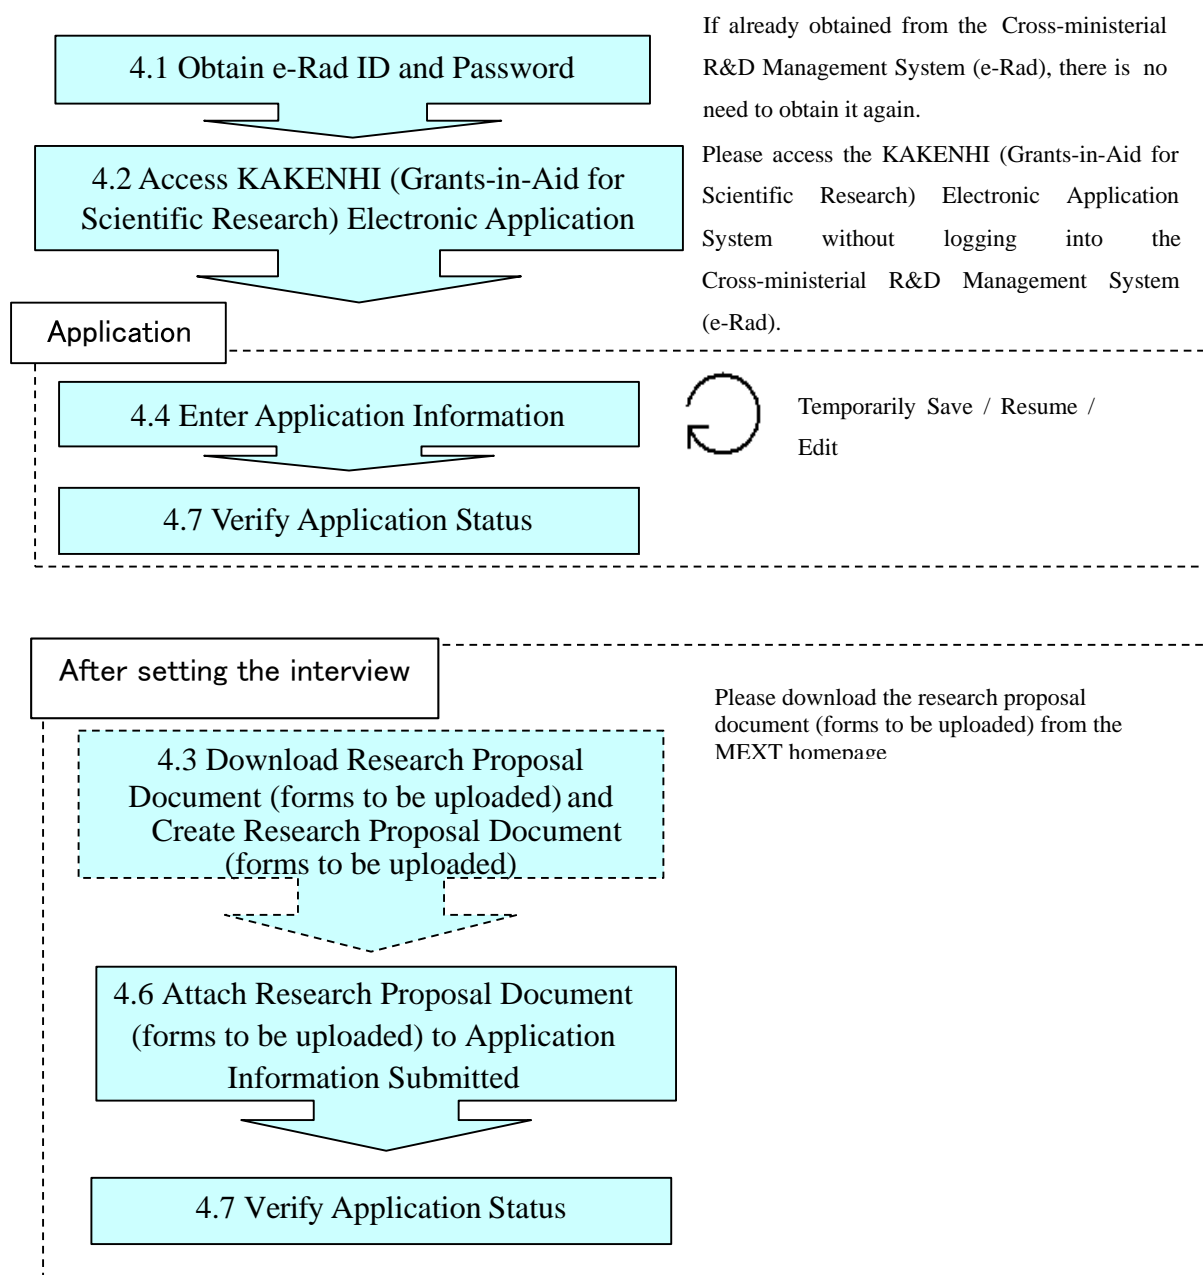 4.1 Obtain e-Rad ID and Password
If already obtained from the Cross-ministerial
R&D Management System (e-Rad), there is no
need to obtain it again.
4.2 Access KAKENHI (Grants-in-Aid for
Scientific Research) Electronic Application
Please access the KAKENHI (Grants-in-Aid for
Scientific Research) Electronic Application
System without logging into the
Cross-ministerial R&D Management System
(e-Rad).
Application
4.4 Enter Application Information
Temporarily Save / Resume /
Edit
4.7 Verify Application Status
After setting the interview
Please download the research proposal
document (forms to be uploaded) from the
MEXT homepage
4.3 Download Research Proposal
Document (forms to be uploaded) and
Create Research Proposal Document
(forms to be uploaded)
4.6 Attach Research Proposal Document
(forms to be uploaded) to Application
Information Submitted
4.7 Verify Application Status